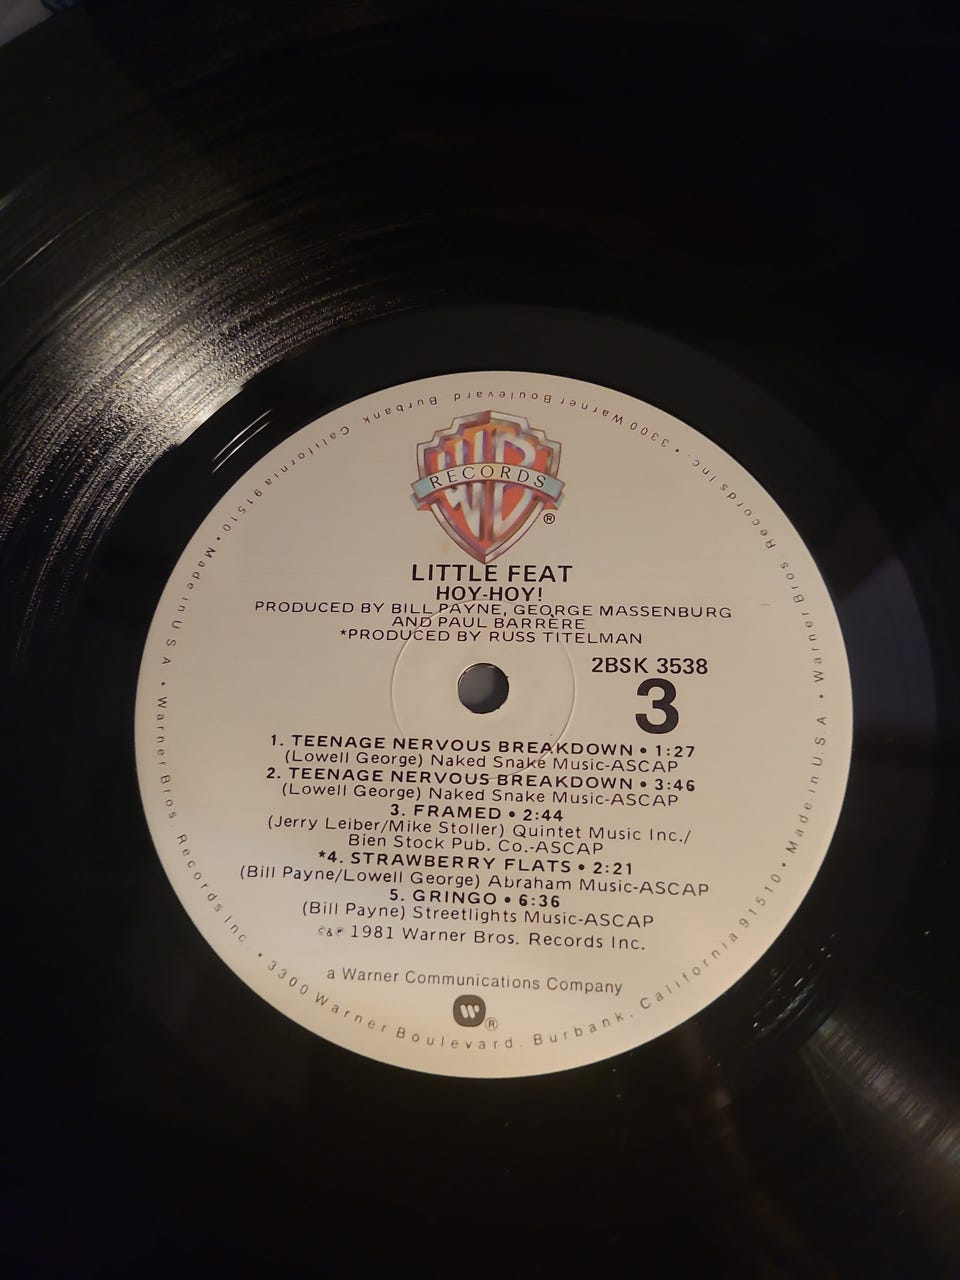 WB
RECORDS
®
LITTLE FEAT
HOY-HOY!
PRODUCED BY BILL PAYNE, GEORGE MASSENBURG
AND PAUL BARRÈRE
*PRODUCED BY RUSS TITELMAN
2BSK 3538
3
1. TEENAGE NERVOUS BREAKDOWN • 1:27
(Lowell George) Naked Snake Music-ASCAP
2. TEENAGE NERVOUS BREAKDOWN • 3:46
(Lowell George) Naked Snake Music-ASCAP
3. FRAMED • 2:44
(Jerry Leiber/Mike Stoller) Quintet Music Inc./
Bien Stock Pub. Co.-ASCAP
*4. STRAWBERRY FLATS • 2:21
(Bill Payne/Lowell George) Abraham Music-ASCAP
5. GRINGO • 6:36
(Bill Payne) Streetlights Music-ASCAP
©&℗ 1981 Warner Bros. Records Inc.
a Warner Communications Company
W ®
Warner Bros Records Inc. • 3300 Warner Boulevard. Burbank. California 91510 • Made in U.S.A. •
Warner Bros Records Inc. • 3300 Warner Boulevard Burbank California 91510 • Made in U S A •